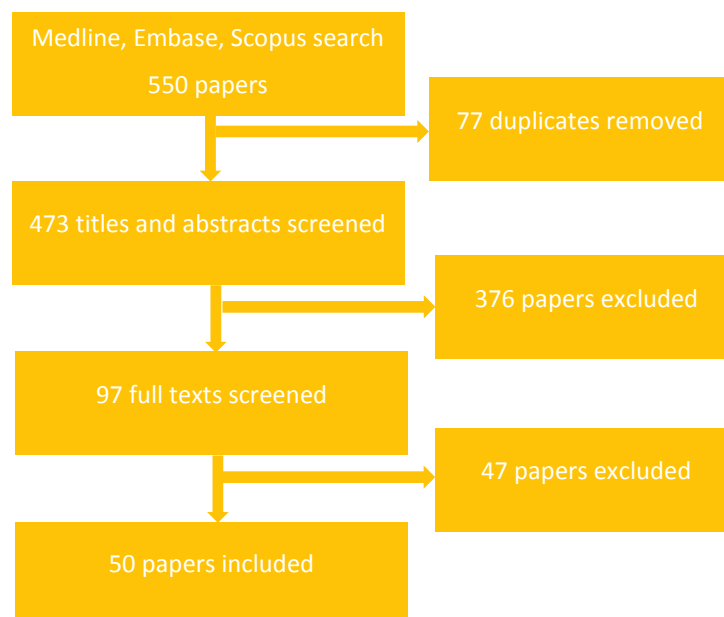 Medline, Embase, Scopus search
550 papers
77 duplicates removed
473 titles and abstracts screened
376 papers excluded
97 full texts screened
47 papers excluded
50 papers included